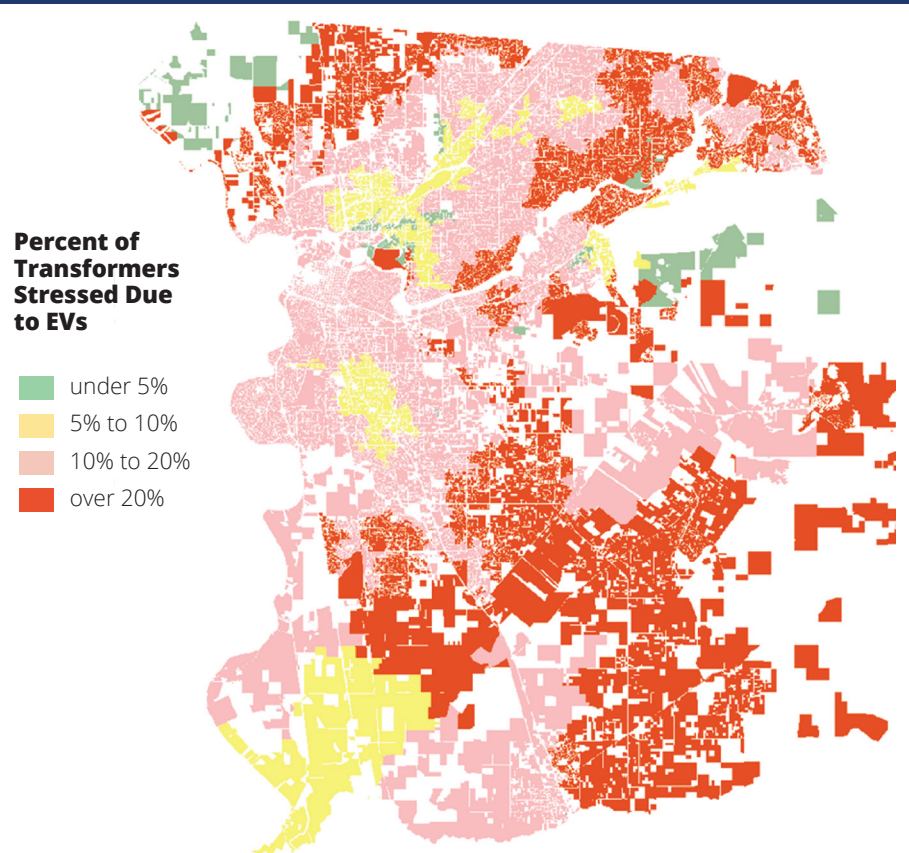 Percent of
Transformers
Stressed Due
to EVs
under 5%
5% to 10%
10% to 20%
over 20%